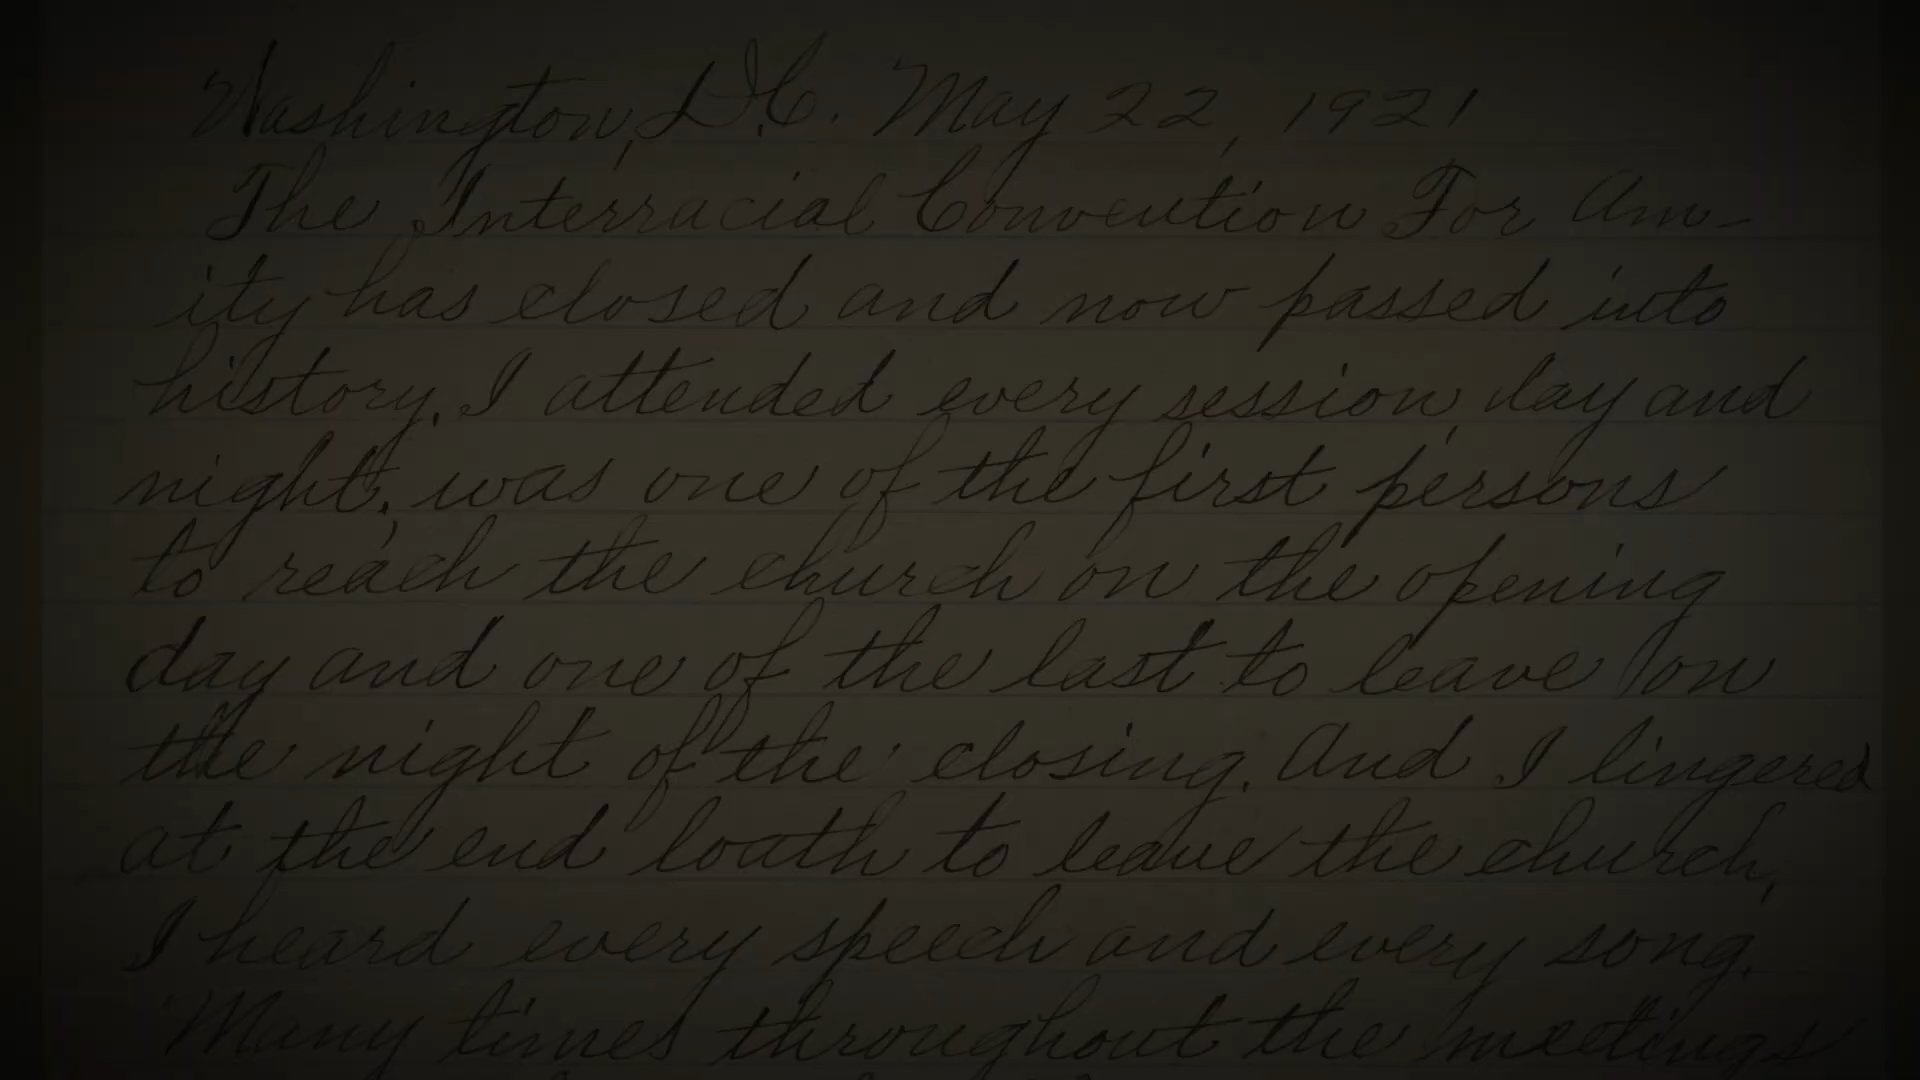 Washington, D.C. May 22, 1921
The Interracial Convention For Am-
ity has closed and now passed into
history. I attended every session, day and
night; was one of the first persons
to reach the church on the opening
day and one of the last to leave on
the night of the closing. And I lingered
at the end loath to leave the church.
I heard every speech and every song.
Many times throughout the meetings